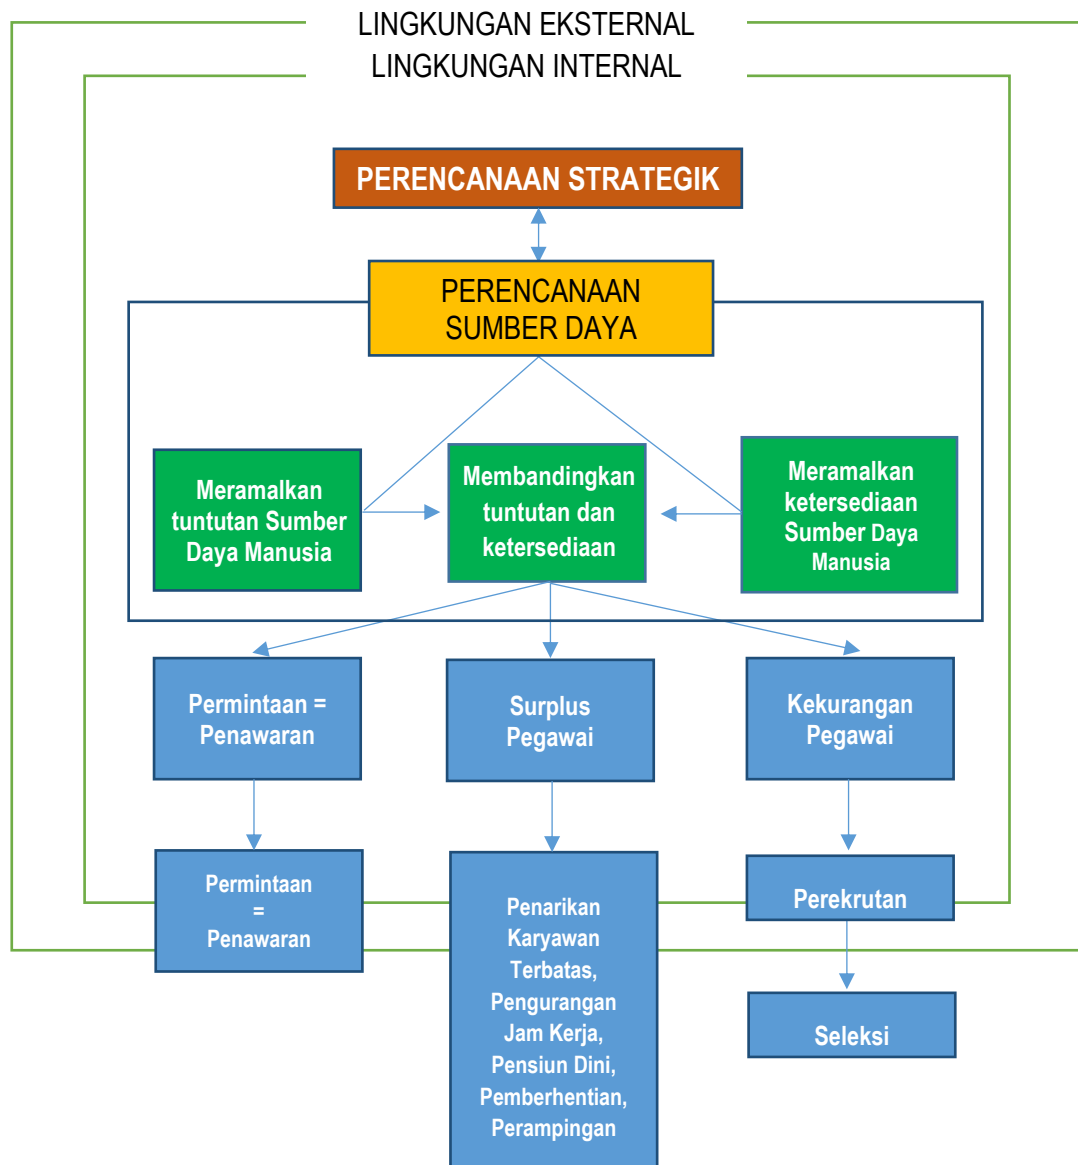 LINGKUNGAN EKSTERNAL
LINGKUNGAN INTERNAL
PERENCANAAN STRATEGIK
PERENCANAAN
SUMBER DAYA
Meramalkan
tuntutan Sumber
Daya Manusia
Membandingkan
tuntutan dan
ketersediaan
Meramalkan
ketersediaan
Sumber Daya
Manusia
Permintaan =
Penawaran
Surplus
Pegawai
Kekurangan
Pegawai
Permintaan
=
Penawaran
Penarikan
Karyawan
Terbatas,
Pengurangan
Jam Kerja,
Pensiun Dini,
Pemberhentian,
Perampingan
Perekrutan
Seleksi